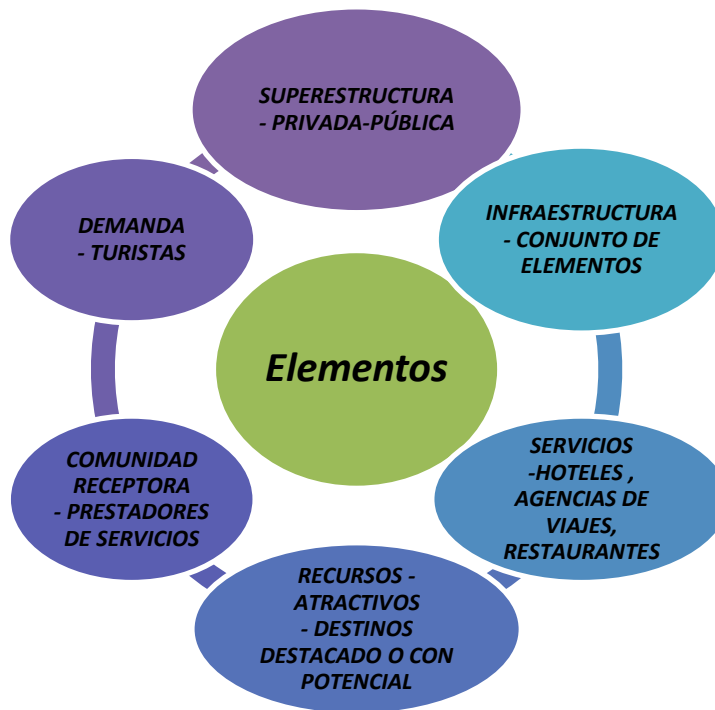 SUPERESTRUCTURA
- PRIVADA-PÚBLICA
INFRAESTRUCTURA
- CONJUNTO DE
ELEMENTOS
SERVICIOS
-HOTELES ,
AGENCIAS DE
VIAJES,
RESTAURANTES
RECURSOS -
ATRACTIVOS
- DESTINOS
DESTACADO O CON
POTENCIAL
COMUNIDAD
RECEPTORA
- PRESTADORES
DE SERVICIOS
DEMANDA
- TURISTAS
Elementos